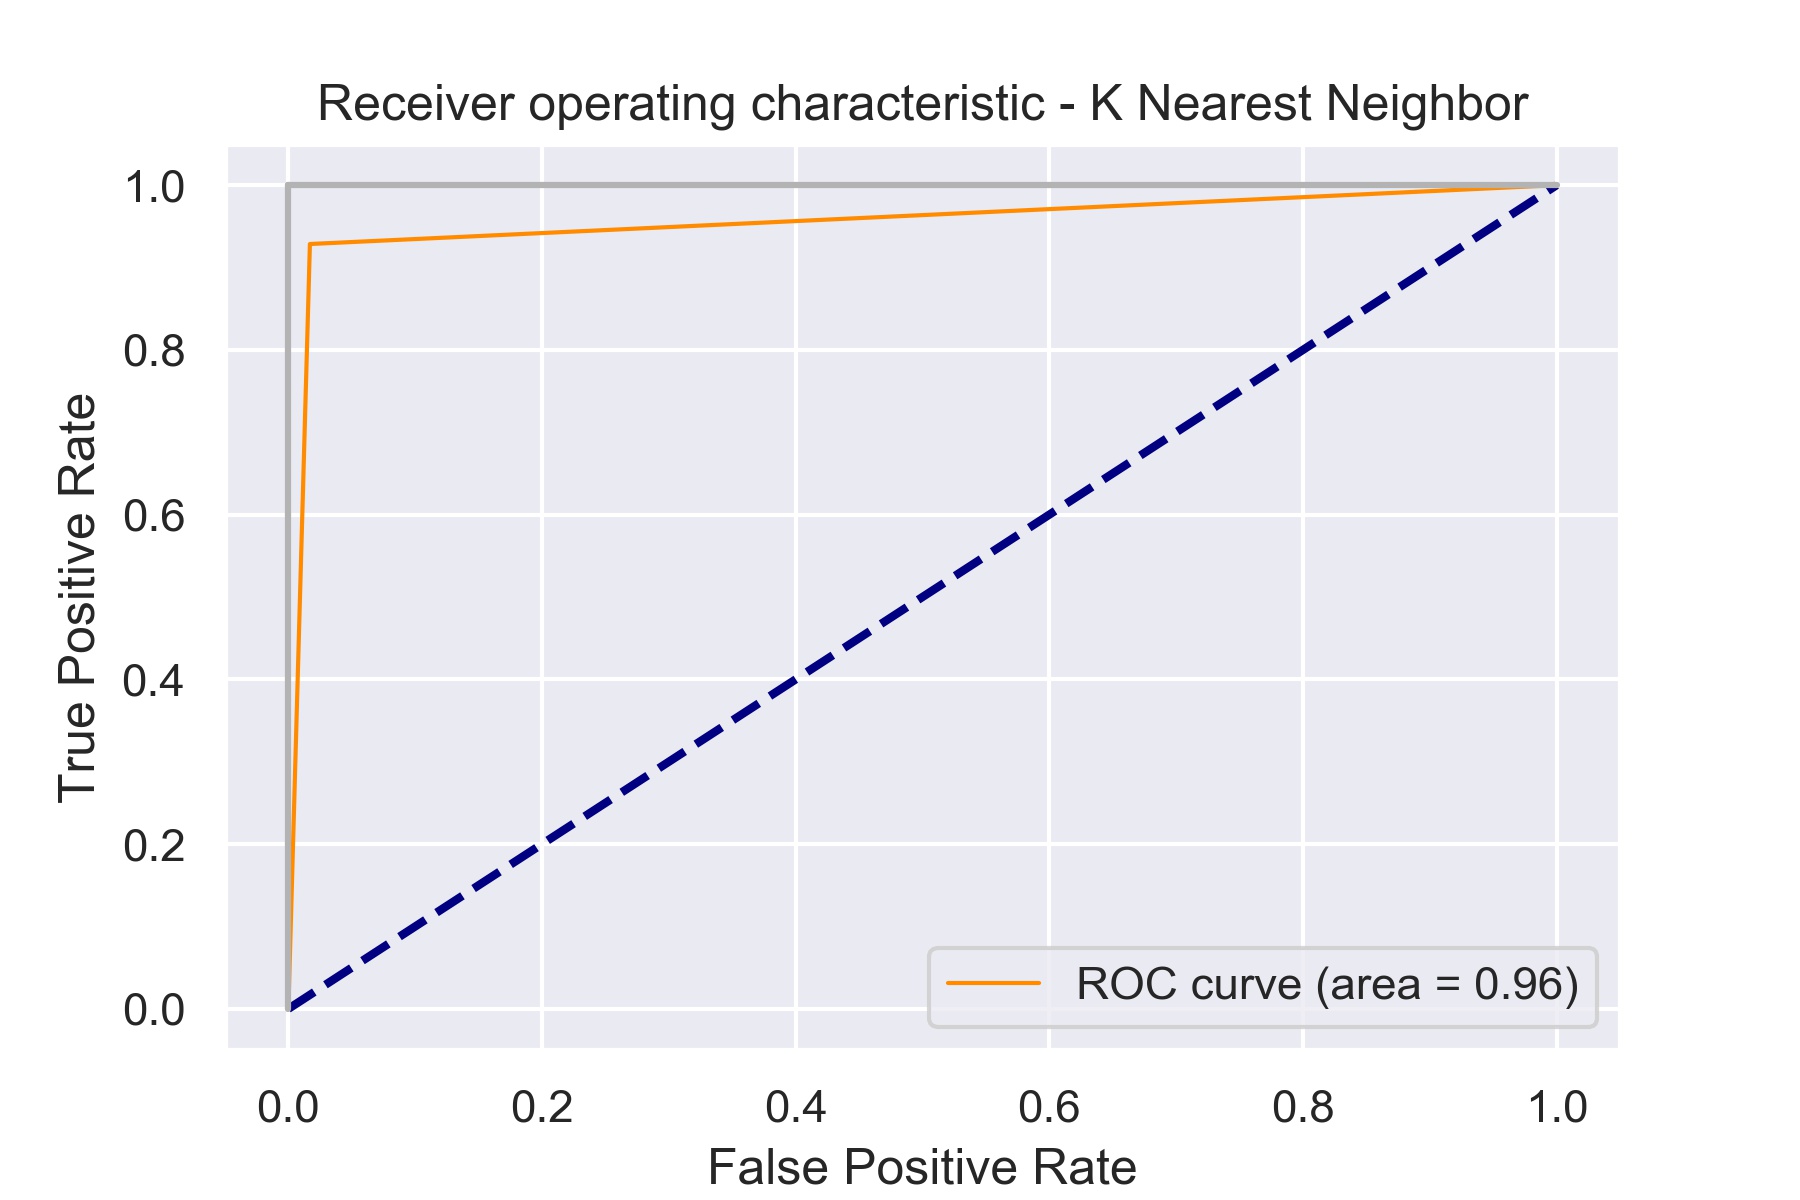 Receiver operating characteristic - K Nearest Neighbor
1.0
0.8
0.6
0.4
0.2
0.0
True Positive Rate
ROC curve (area = 0.96)
0.0 0.2 0.4 0.6 0.8 1.0
False Positive Rate